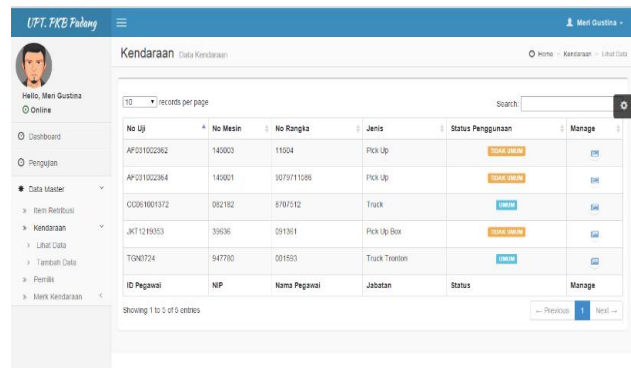 UPT. PKB Padang
Meri Gustina
Kendaraan Data Kendaraan
Home Kendaraan Lihat Data
Hello, Meri Gustina
Online
Dashboard
Pengujian
Data Master
Item Retribusi
Kendaraan
Lihat Data
Tambah Data
Pemilik
Merk Kendaraan
10 records per page
Search:
No Uji No Mesin No Rangka Jenis Status Penggunaan Manage
AF031002362 145003 11504 Pick Up TIDAK UMUM
AF031002364 145001 Pick Up TIDAK UMUM
CC061001372 082182 8707512 Truck UMUM
JKT1219353 39636 091361 Pick Up Box TIDAK UMUM
TGN3724 947780 001593 Truck Tronton UMUM
ID Pegawai NIP Nama Pegawai Jabatan Status Manage
Showing 1 to 5 of 5 entries
← Previous 1 Next →